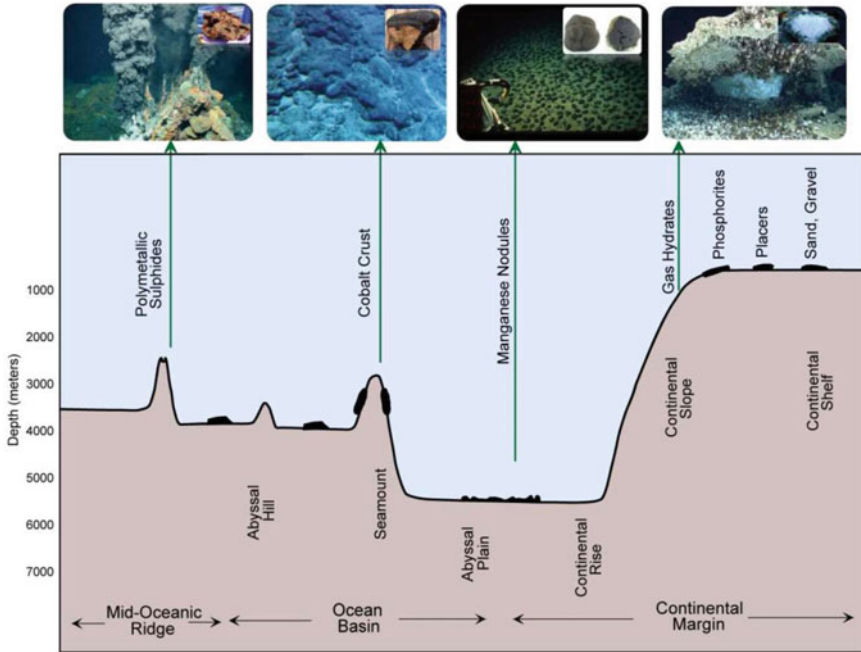 Polymetallic
Sulphides
Cobalt Crust
Manganese Nodules
Gas Hydrates
Phosphorites
Placers
Sand, Gravel
Depth (meters)
1000
2000
3000
4000
5000
6000
7000
Abyssal
Hill
Seamount
Abyssal
Plain
Continental
Rise
Continental
Slope
Continental
Shelf
Mid-Oceanic
Ridge
Ocean
Basin
Continental
Margin